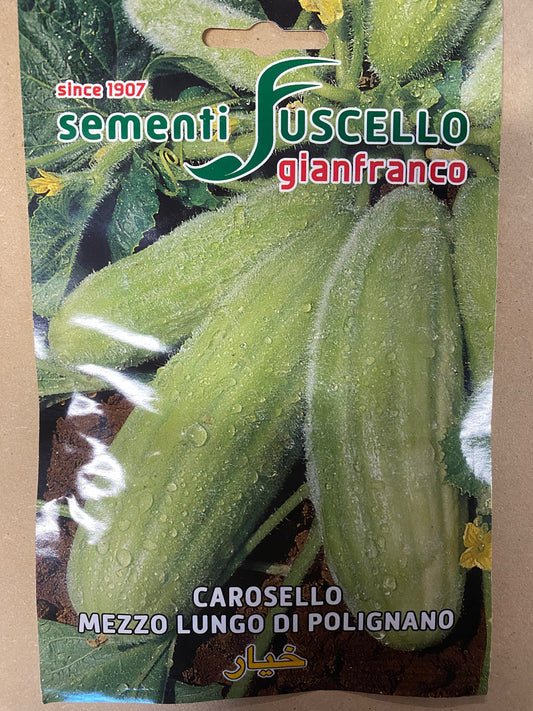 since 1907
sementi FUSCELLO
gianfranco
CAROSELLO
MEZZO LUNGO DI POLIGNANO
خيار